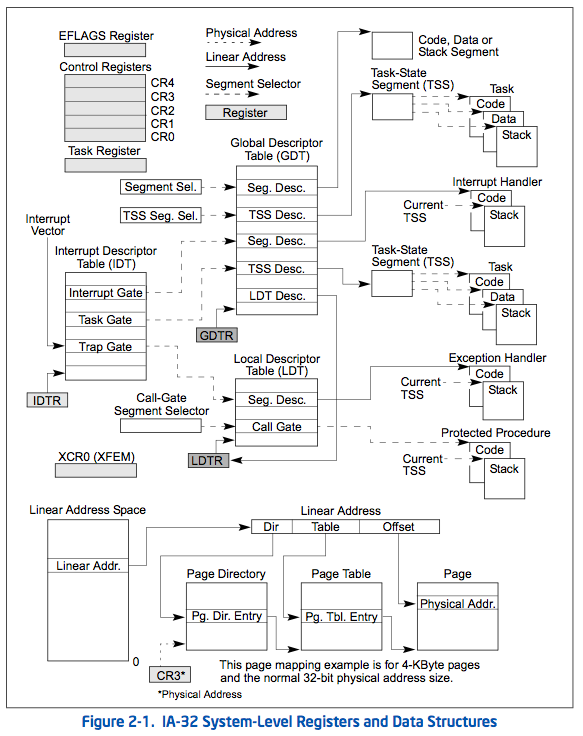 EFLAGS Register
Control Registers
CR4
CR3
CR2
CR1
CR0
Task Register
Physical Address
Linear Address
Segment Selector
Register
Code, Data or
Stack Segment
Task-State
Segment (TSS)
Task
Code
Data
Stack
Global Descriptor
Table (GDT)
Segment Sel.
Seg. Desc.
TSS Seg. Sel.
TSS Desc.
Interrupt Handler
Code
Current
TSS
Stack
Interrupt
Vector
Interrupt Descriptor
Table (IDT)
Seg. Desc.
Interrupt Gate
TSS Desc.
Task-State
Segment (TSS)
Task
Code
Data
Stack
LDT Desc.
Task Gate
GDTR
Trap Gate
Local Descriptor
Table (LDT)
Exception Handler
Code
Current
TSS
Stack
IDTR
Call-Gate
Segment Selector
Seg. Desc.
Call Gate
Protected Procedure
Code
Current
TSS
Stack
XCR0 (XFEM)
LDTR
Linear Address Space
Linear Address
Dir
Table
Offset
Linear Addr.
Page Directory
Page Table
Page
Physical Addr.
Pg. Dir. Entry
Pg. Tbl. Entry
0
CR3*
*Physical Address
This page mapping example is for 4-KByte pages
and the normal 32-bit physical address size.
Figure 2-1. IA-32 System-Level Registers and Data Structures